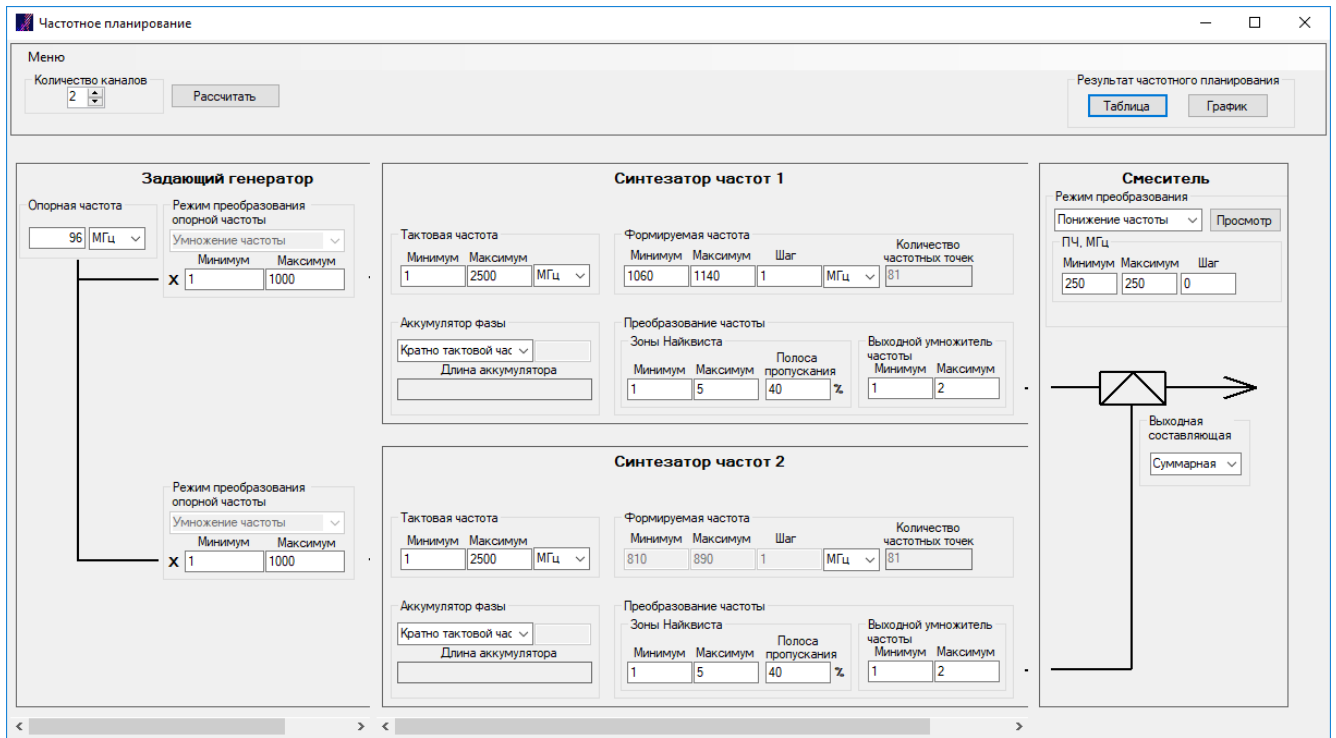 Частотное планирование
Меню
Количество каналов
2
Рассчитать
Результат частотного планирования
Таблица
График
Задающий генератор
Опорная частота
96 МГц
Режим преобразования
опорной частоты
Умножение частоты
Минимум Максимум
X 1 1000
Режим преобразования
опорной частоты
Умножение частоты
Минимум Максимум
X 1 1000
Синтезатор частот 1
Тактовая частота
Минимум Максимум
1 2500 МГц
Формируемая частота
Минимум Максимум Шаг
1060 1140 1 МГц
Количество
частотных точек
81
Аккумулятор фазы
Кратно тактовой час
Длина аккумулятора
Преобразование частоты
Зоны Найквиста
Минимум Максимум
Полоса
пропускания
1 5 40 %
Выходной умножитель
частоты
Минимум Максимум
1 2
Синтезатор частот 2
Тактовая частота
Минимум Максимум
1 2500 МГц
Формируемая частота
Минимум Максимум Шаг
810 890 1 МГц
Количество
частотных точек
81
Аккумулятор фазы
Кратно тактовой час
Длина аккумулятора
Преобразование частоты
Зоны Найквиста
Минимум Максимум
Полоса
пропускания
1 5 40 %
Выходной умножитель
частоты
Минимум Максимум
1 2
Смеситель
Режим преобразования
Понижение частоты Просмотр
ПЧ, МГц
Минимум Максимум Шаг
250 250 0
Выходная
составляющая
Суммарная